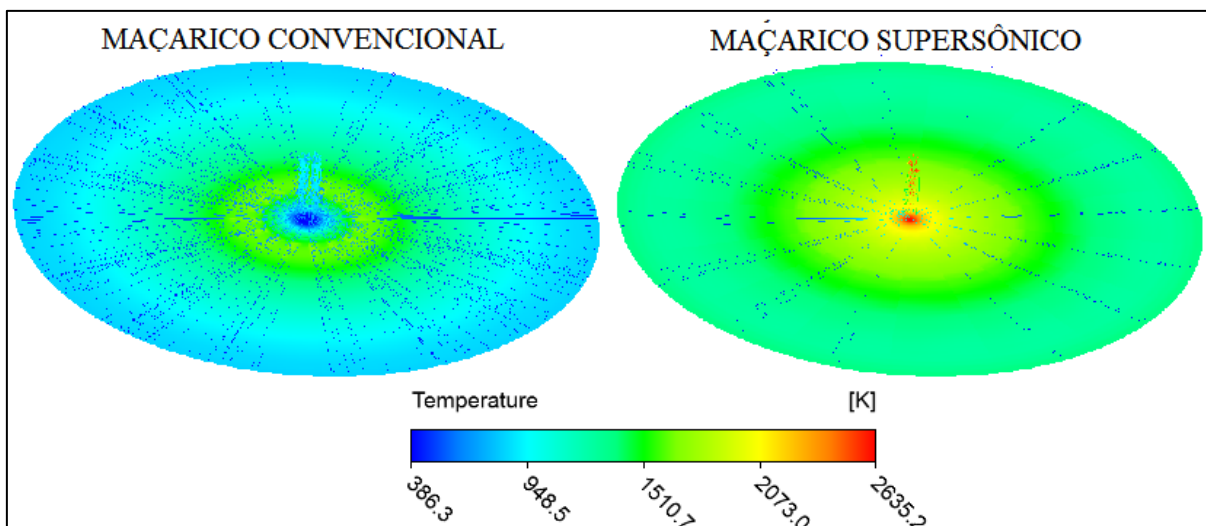 MAÇARICO CONVENCIONAL
MAÇARICO SUPERSÔNICO
Temperature [K]
386.3 948.5 1510.7 2073.0 2635.2